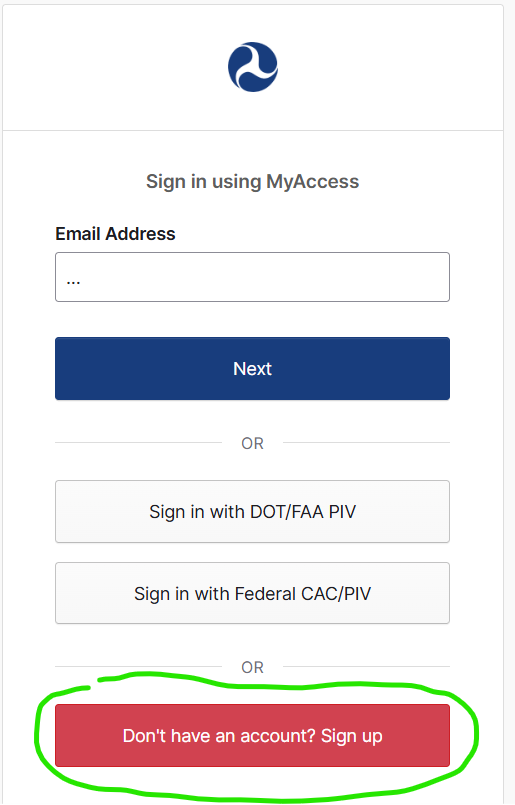 Sign in using MyAccess
Email Address
...
Next
OR
Sign in with DOT/FAA PIV
Sign in with Federal CAC/PIV
OR
Don't have an account? Sign up